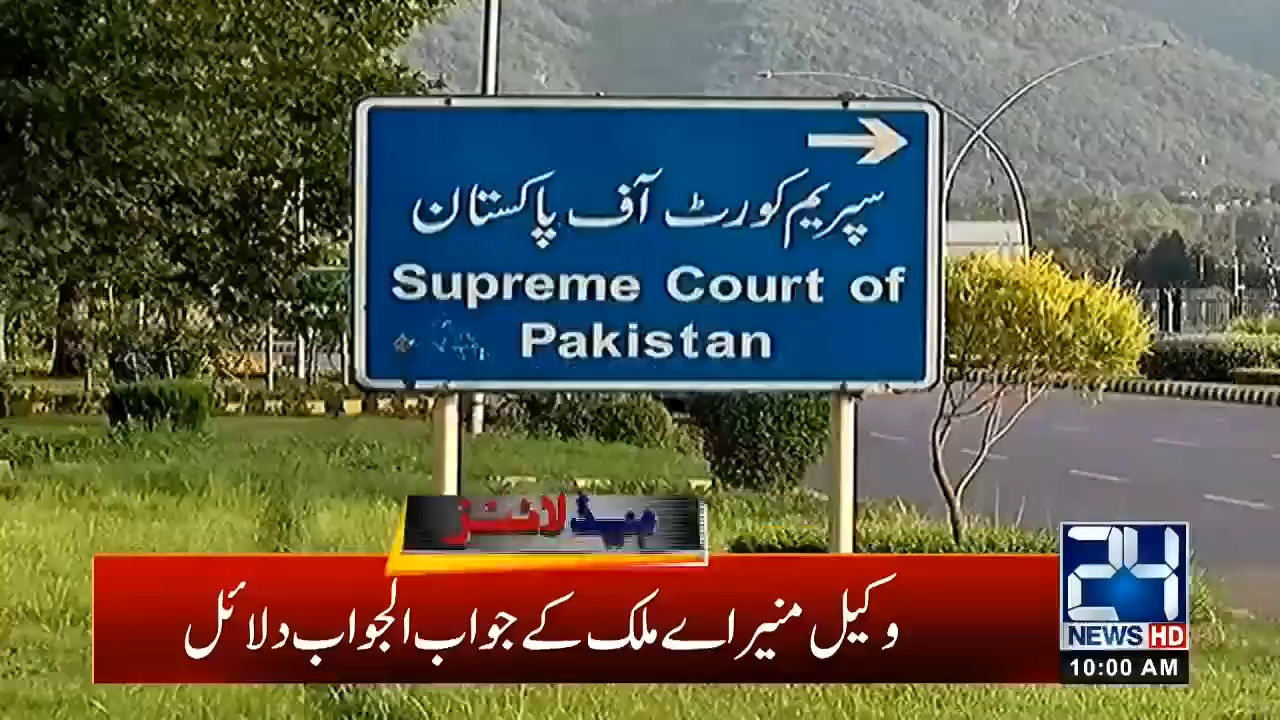 سپریم کورٹ آف پاکستان
Supreme Court of
Pakistan
ہیڈ لائنز
وکیل منیر اے ملک کے جواب الجواب دلائل
24
NEWS HD
10:00 AM